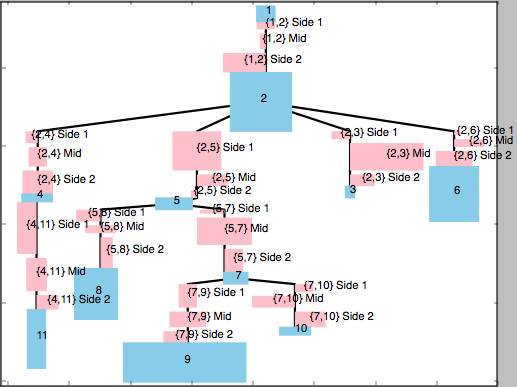 1
{1,2} Side 1
{1,2} Mid
{1,2} Side 2
2
{2,4} Side 1
{2,4} Mid
{2,4} Side 2
4
{4,11} Side 1
{4,11} Mid
{4,11} Side 2
11
{2,5} Side 1
{2,5} Mid
{2,5} Side 2
5
{5,8} Side 1
{5,8} Mid
{5,8} Side 2
8
{5,7} Side 1
{5,7} Mid
{5,7} Side 2
7
{7,9} Side 1
{7,9} Mid
{7,9} Side 2
9
{7,10} Side 1
{7,10} Mid
{7,10} Side 2
10
{2,3} Side 1
{2,3} Mid
{2,3} Side 2
3
{2,6} Side 1
{2,6} Mid
{2,6} Side 2
6